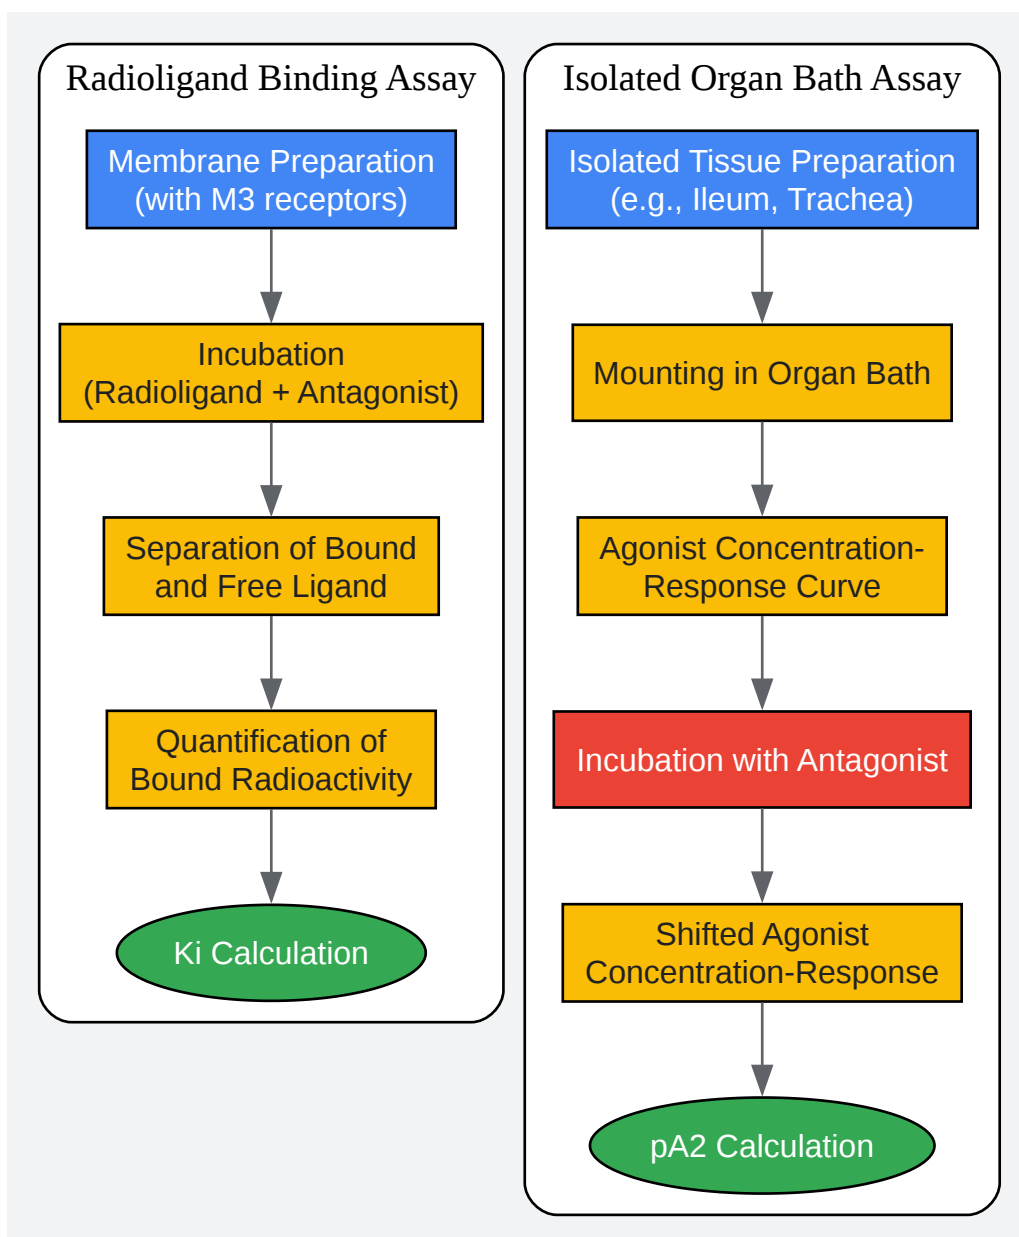 Radioligand Binding Assay
Membrane Preparation
(with M3 receptors)
Incubation
(Radioligand + Antagonist)
Separation of Bound
and Free Ligand
Quantification of
Bound Radioactivity
Ki Calculation
Isolated Organ Bath Assay
Isolated Tissue Preparation
(e.g., Ileum, Trachea)
Mounting in Organ Bath
Agonist Concentration-
Response Curve
Incubation with Antagonist
Shifted Agonist
Concentration-Response
pA2 Calculation